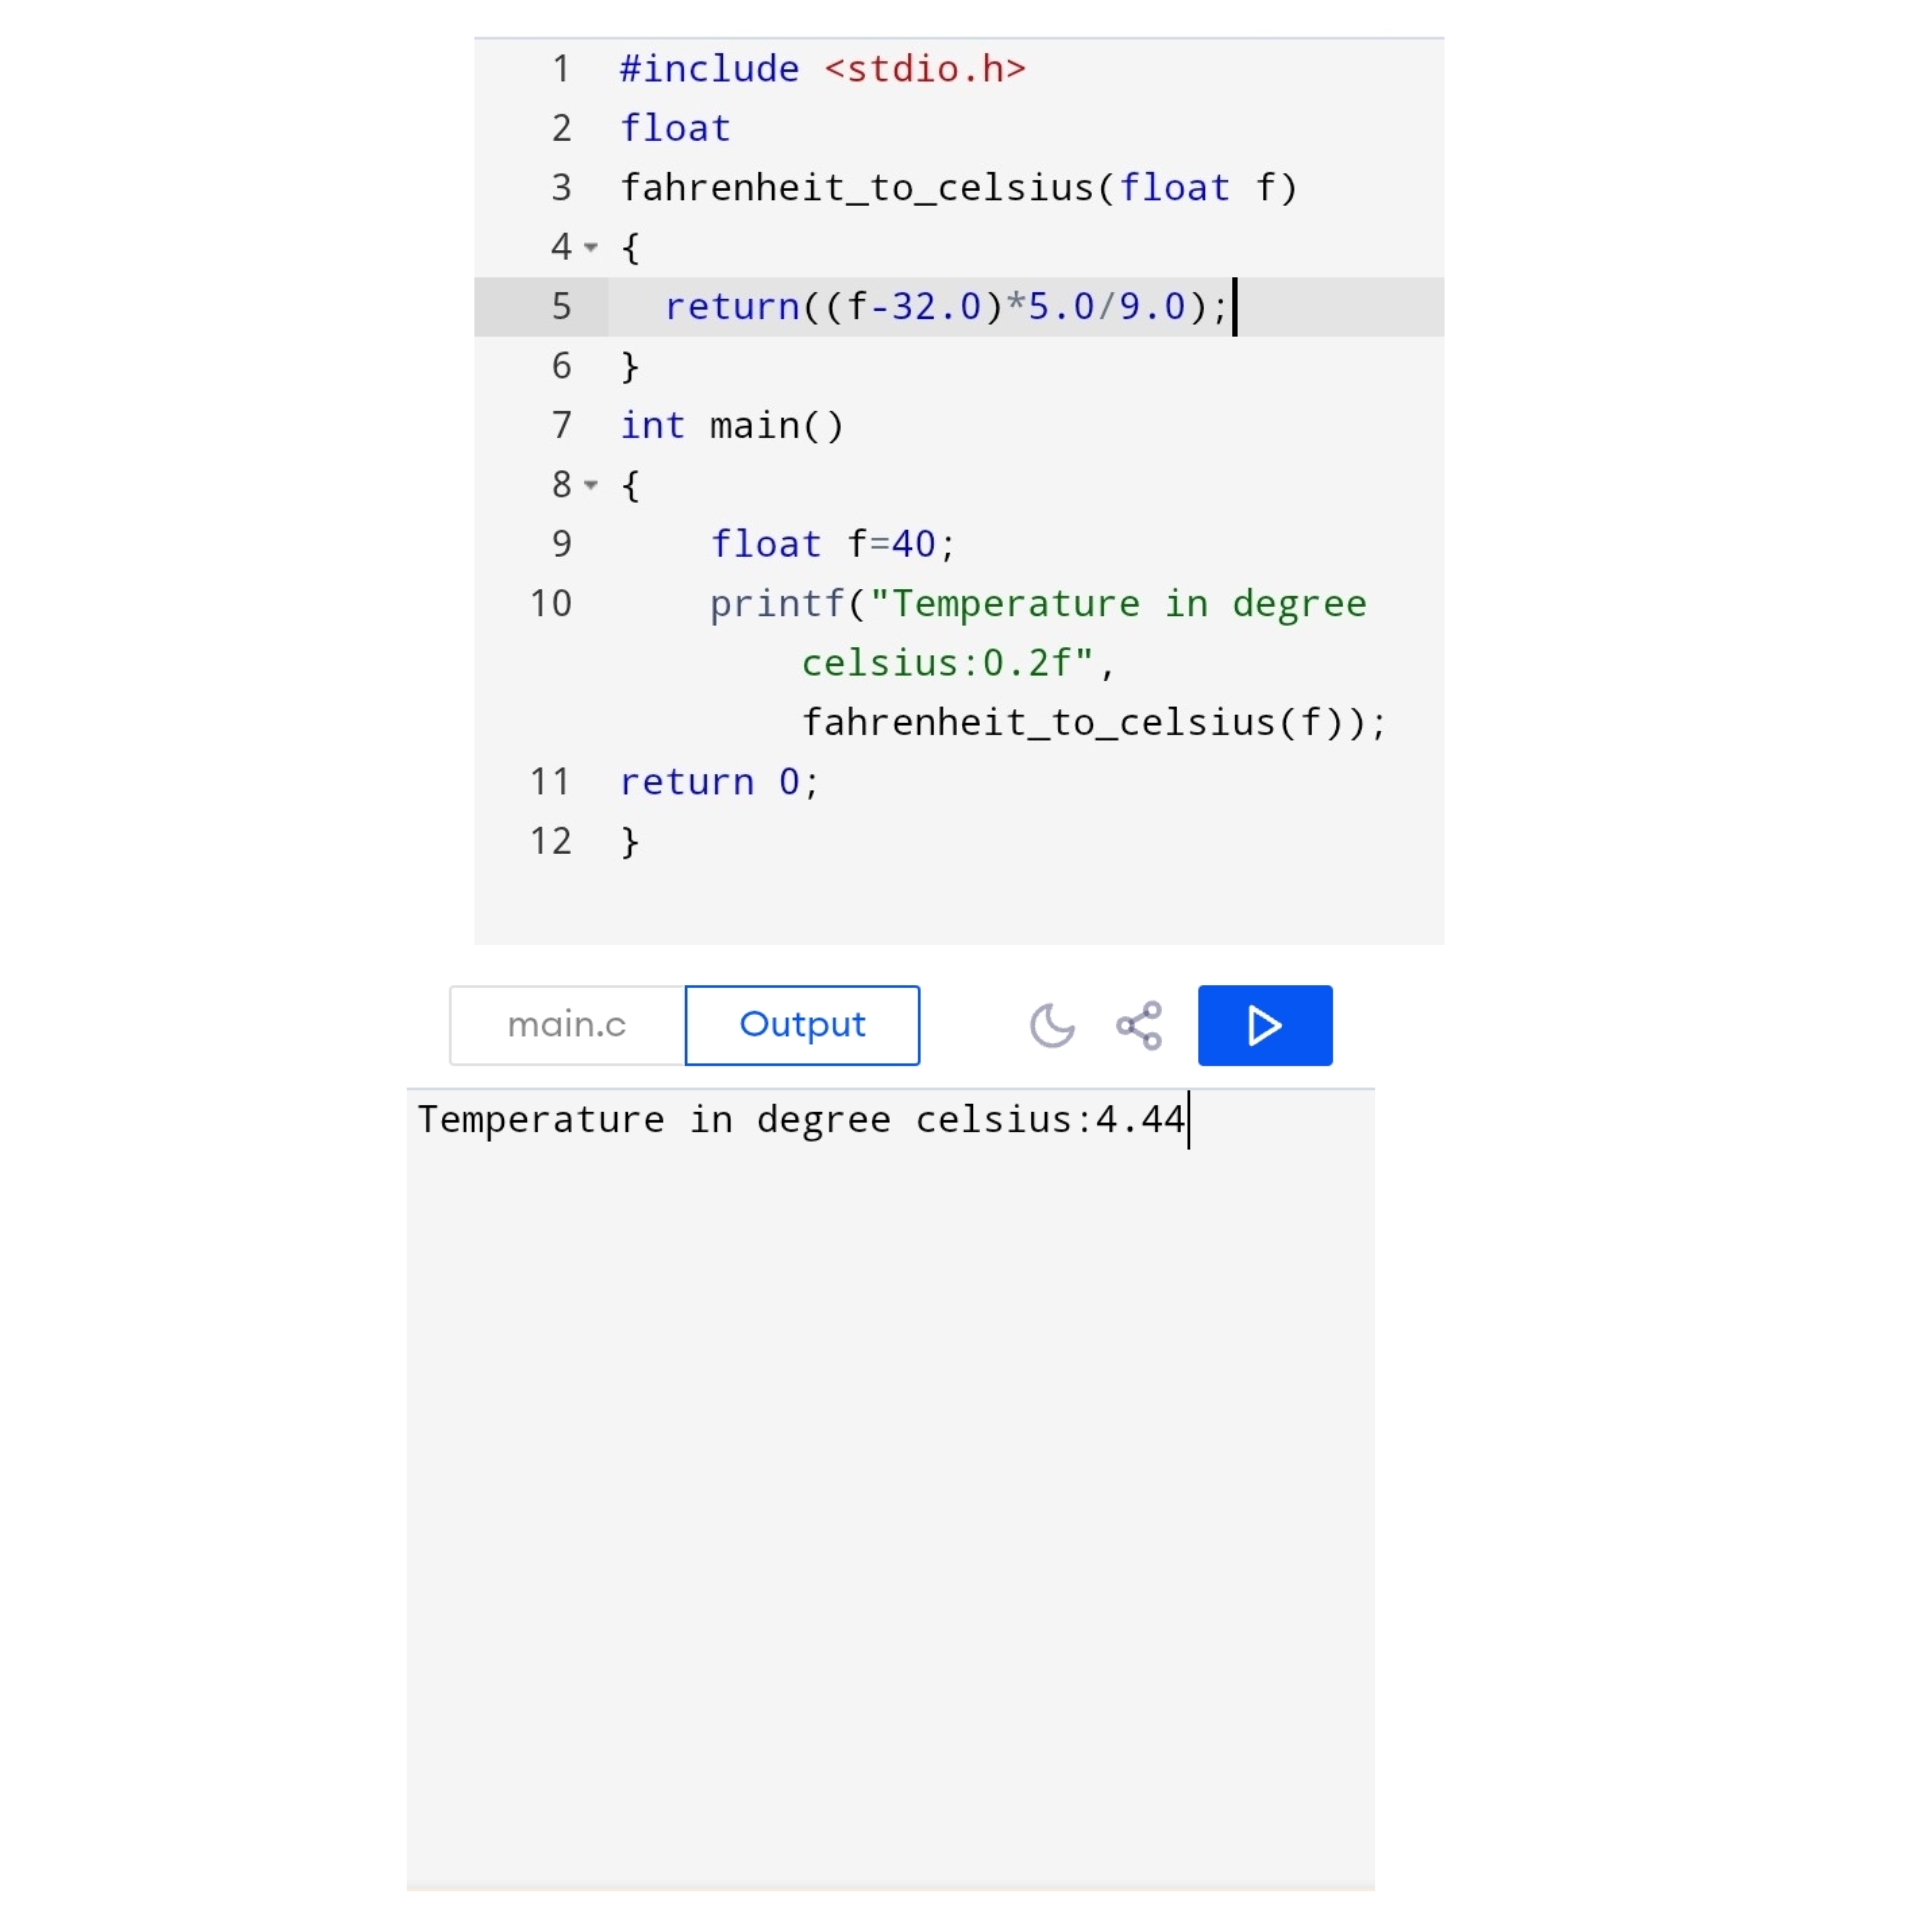 1 #include <stdio.h>
2 float
3 fahrenheit_to_celsius(float f)
4 {
5 return((f-32.0)*5.0/9.0);
6 }
7 int main()
8 {
9 float f=40;
10 printf("Temperature in degree
celsius:0.2f",
fahrenheit_to_celsius(f));
11 return 0;
12 }
main.c Output
Temperature in degree celsius:4.44